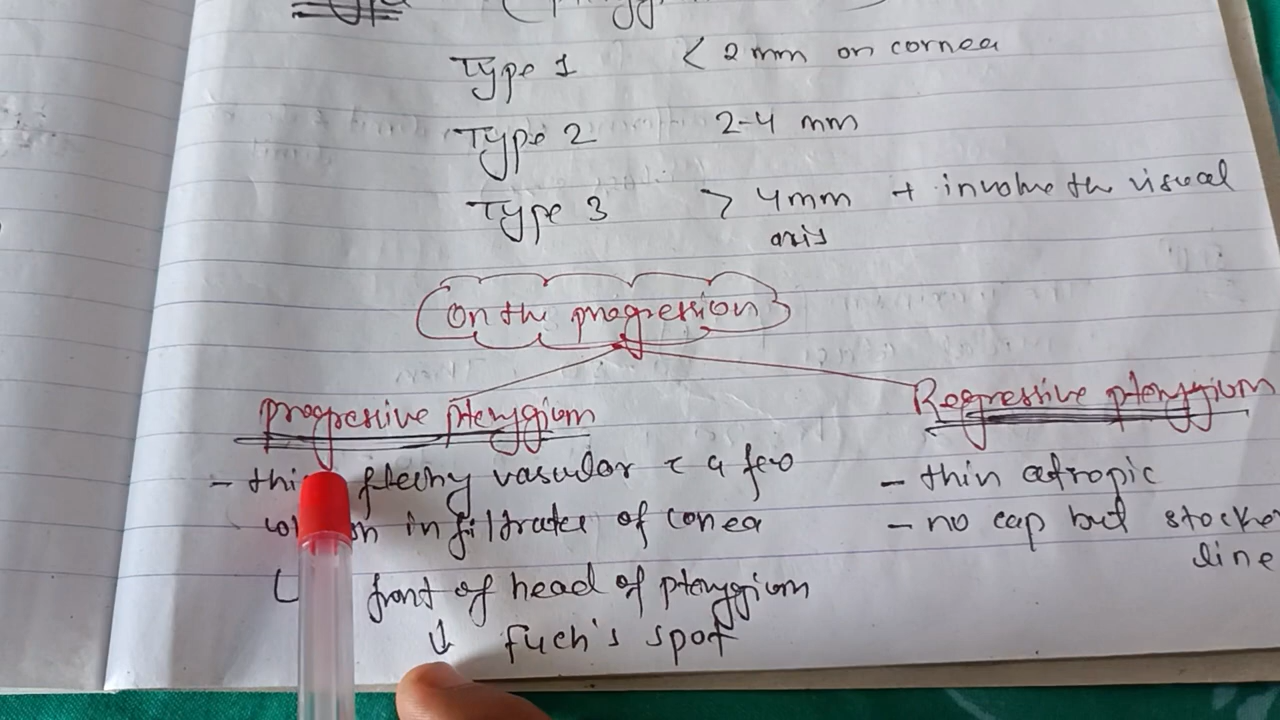 Type 1 < 2 mm on cornea
Type 2 2-4 mm
Type 3 > 4mm + involve the visual
axis
On the progression
progressive pterygium
Regressive pterygium
- fleshy vascular c̄ a few
infiltrates of cornea
front of head of pterygium
↓ Fuch's spot
- thin atropic
- no cap but stocker
line